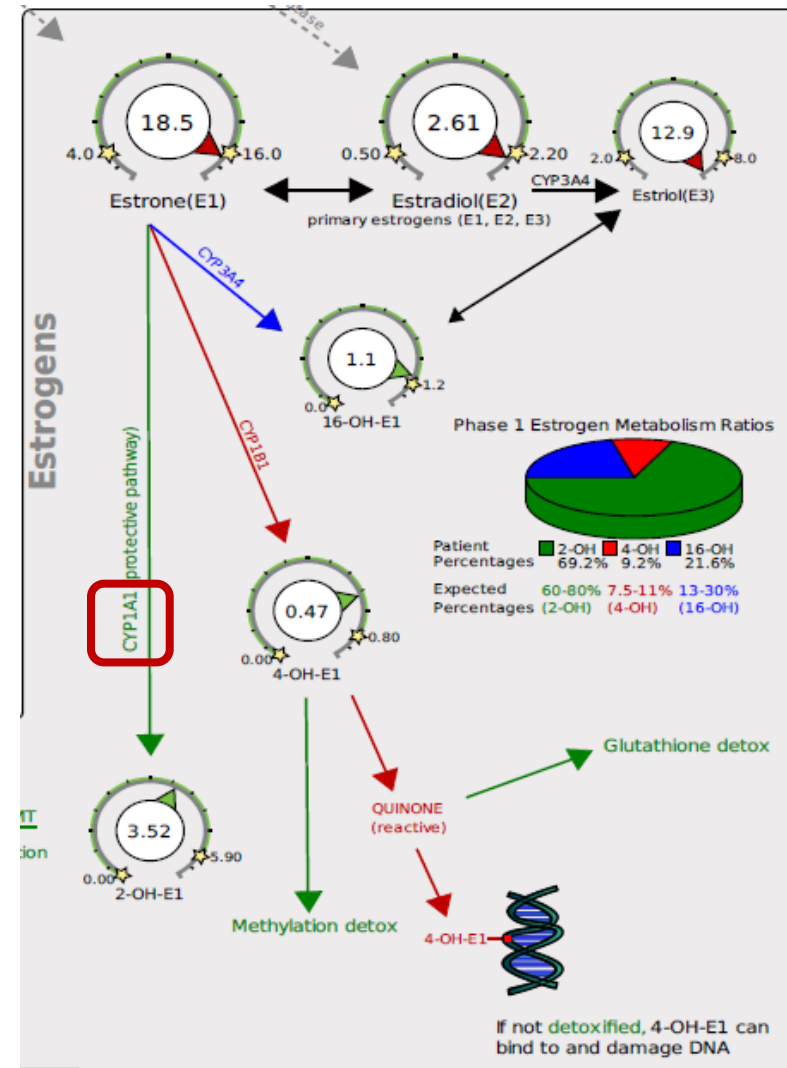 18.5
4.0
16.0
Estrone(E1)
2.61
0.50
2.20
Estradiol(E2)
CYP3A4
12.9
2.0
8.0
Estriol(E3)
primary estrogens (E1, E2, E3)
Estrogens
CYP3A4
1.1
0.0
1.2
16-OH-E1
CYP1B1
CYP1A1 (protective pathway)
Phase 1 Estrogen Metabolism Ratios
Patient Percentages
2-OH 4-OH 16-OH
69.2% 9.2% 21.6%
Expected Percentages
60-80% 7.5-11% 13-30%
(2-OH) (4-OH) (16-OH)
0.47
0.00
0.80
4-OH-E1
3.52
0.00
5.90
2-OH-E1
MT
Methylation detox
QUINONE
(reactive)
Glutathione detox
4-OH-E1
If not detoxified, 4-OH-E1 can
bind to and damage DNA